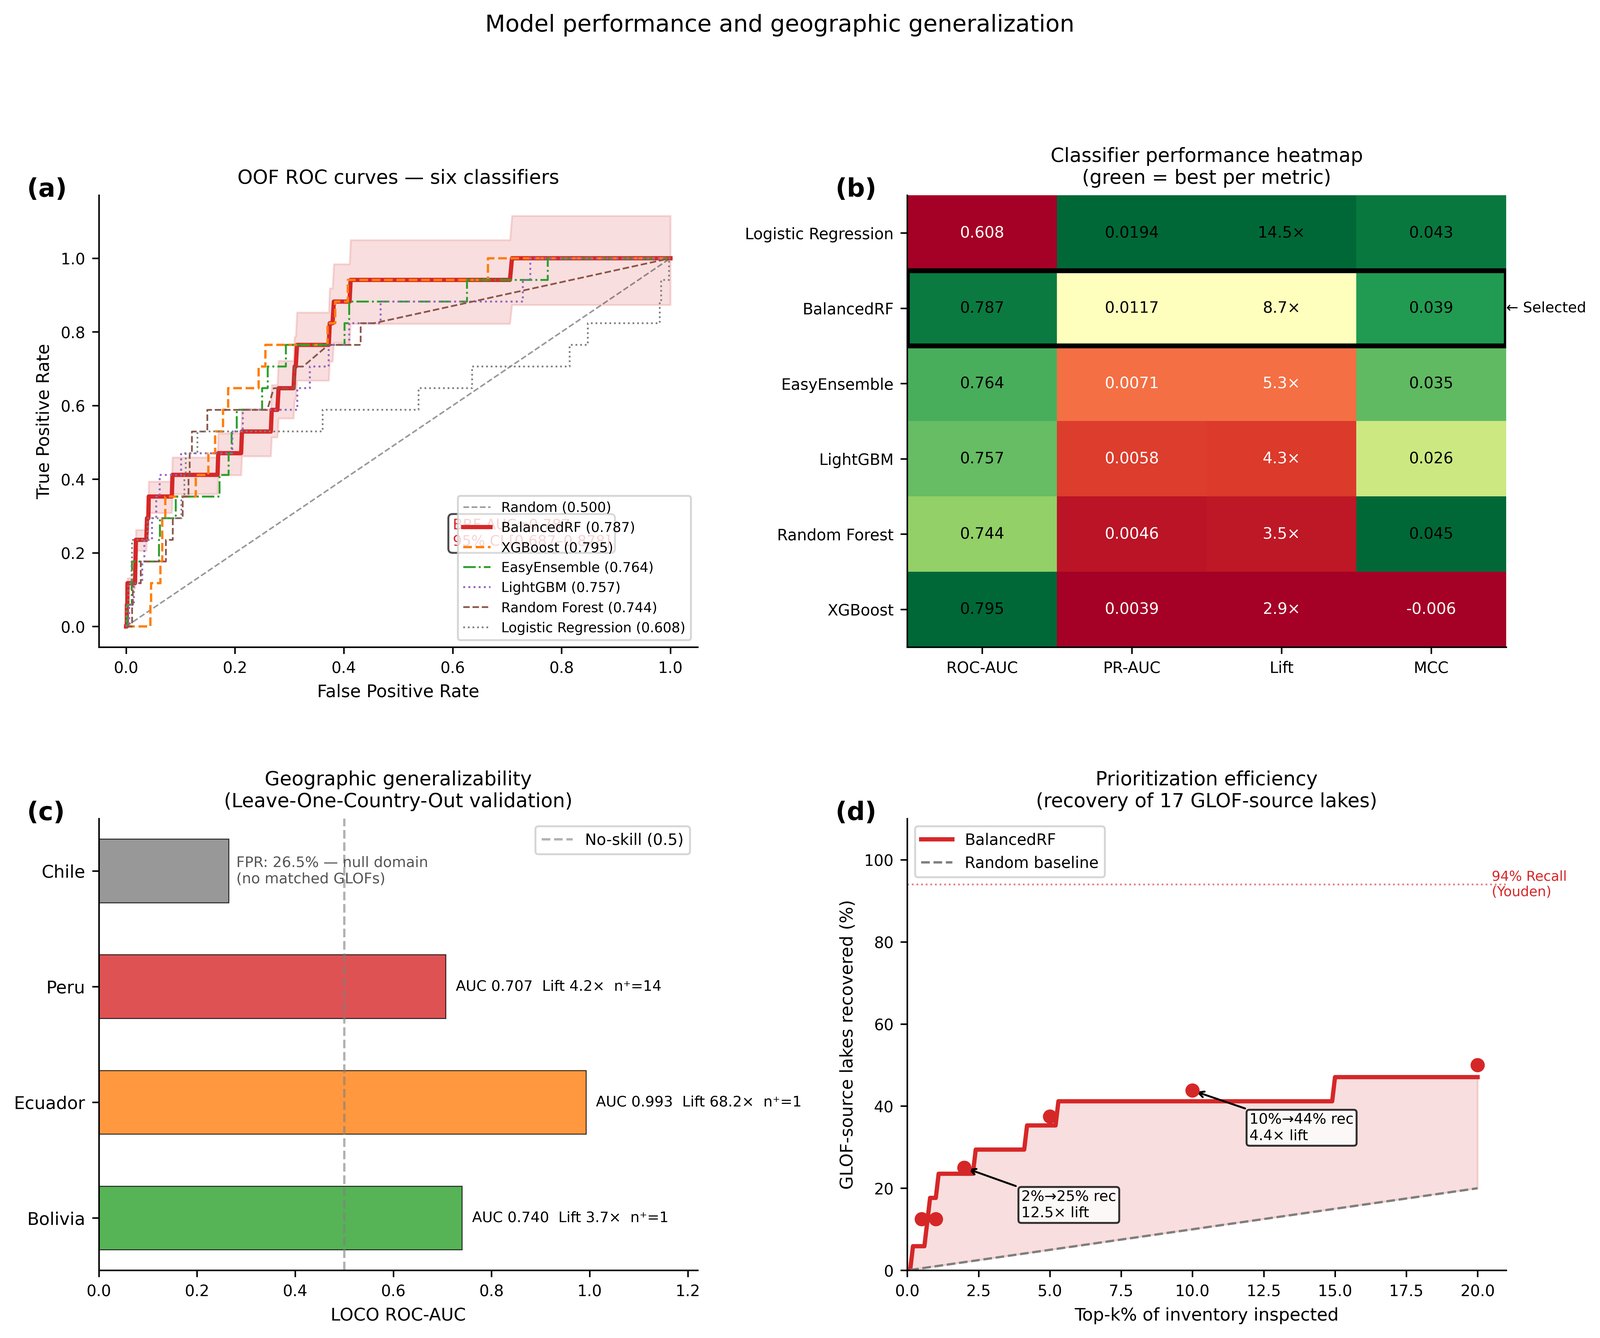 Model performance and geographic generalization
(a)
OOF ROC curves — six classifiers
True Positive Rate
1.0
0.8
0.6
0.4
0.2
0.0
0.0 0.2 0.4 0.6 0.8 1.0
False Positive Rate
Random (0.500)
BalancedRF (0.787)
XGBoost (0.795)
EasyEnsemble (0.764)
LightGBM (0.757)
Random Forest (0.744)
Logistic Regression (0.608)
95% CI
(b)
Classifier performance heatmap
(green = best per metric)
Logistic Regression 0.608 0.0194 14.5× 0.043
BalancedRF 0.787 0.0117 8.7× 0.039 ← Selected
EasyEnsemble 0.764 0.0071 5.3× 0.035
LightGBM 0.757 0.0058 4.3× 0.026
Random Forest 0.744 0.0046 3.5× 0.045
XGBoost 0.795 0.0039 2.9× -0.006
ROC-AUC PR-AUC Lift MCC
(c)
Geographic generalizability
(Leave-One-Country-Out validation)
No-skill (0.5)
Chile
FPR: 26.5% — null domain
(no matched GLOFs)
Peru AUC 0.707 Lift 4.2× n⁺=14
Ecuador AUC 0.993 Lift 68.2× n⁺=1
Bolivia AUC 0.740 Lift 3.7× n⁺=1
0.0 0.2 0.4 0.6 0.8 1.0 1.2
LOCO ROC-AUC
(d)
Prioritization efficiency
(recovery of 17 GLOF-source lakes)
BalancedRF
Random baseline
94% Recall
(Youden)
GLOF-source lakes recovered (%)
100
80
60
40
20
0
10%→44% rec
4.4× lift
2%→25% rec
12.5× lift
0.0 2.5 5.0 7.5 10.0 12.5 15.0 17.5 20.0
Top-k% of inventory inspected